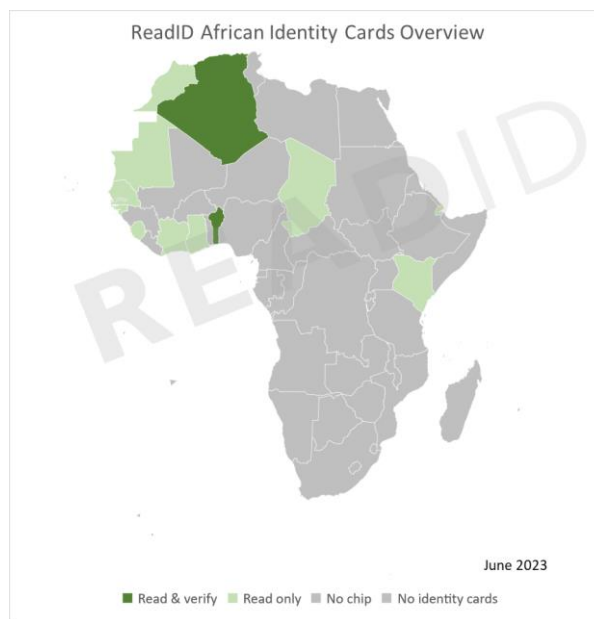 ReadID African Identity Cards Overview
READID
June 2023
Read & verify Read only No chip No identity cards